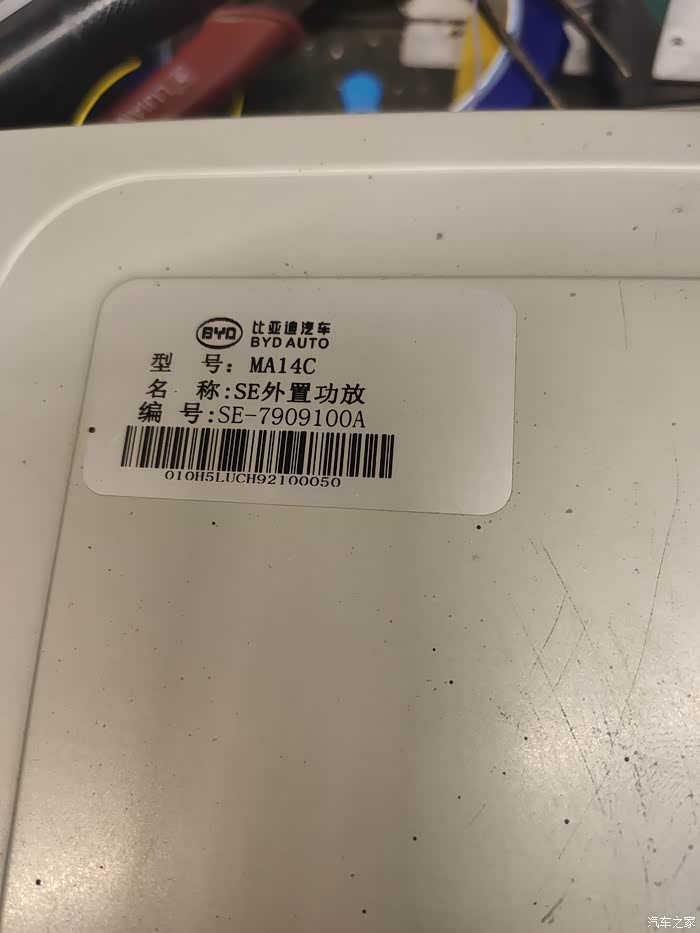 BYD 比亚迪汽车
BYD AUTO
型 号: MA14C
名 称:SE外置功放
编 号:SE-7909100A
010H5LUCH92100050
汽车之家